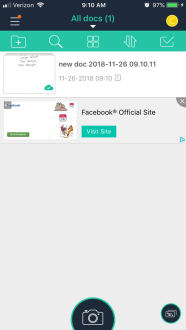 Verizon 9:10 AM 97%
All docs (1)
C
new doc 2018-11-26 09.10.11
11-26-2018 09:10 1
Facebook® Official Site
Visit Site